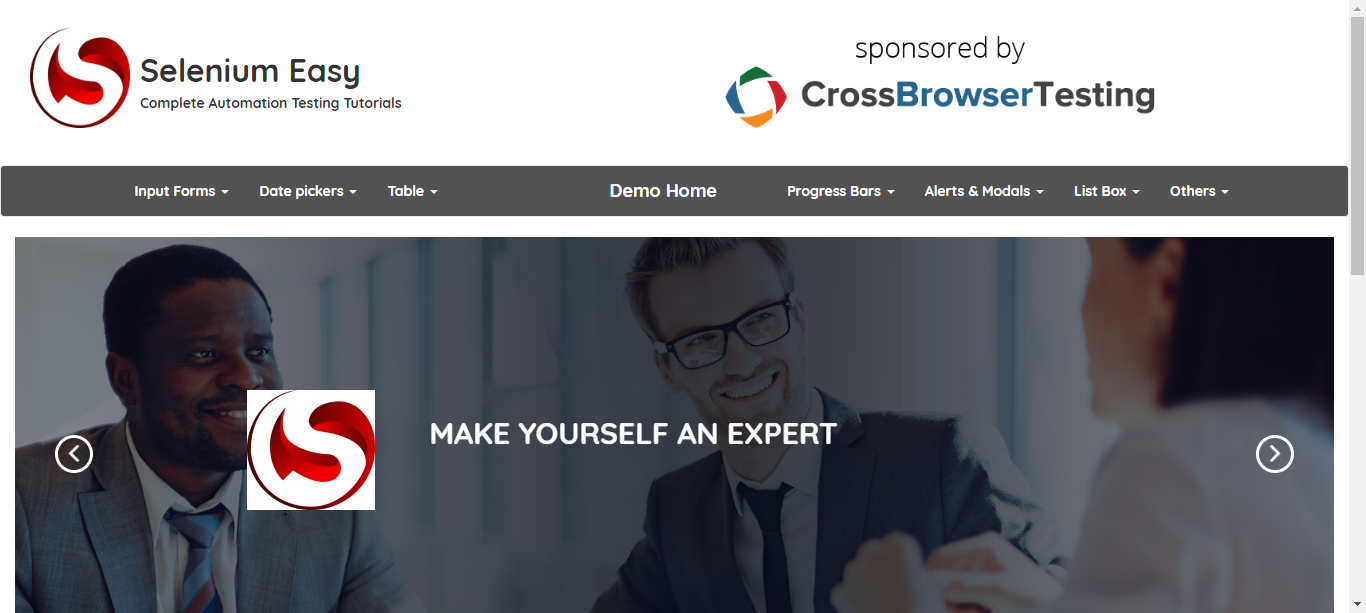 Selenium Easy
Complete Automation Testing Tutorials
sponsored by
CrossBrowserTesting
Input Forms
Date pickers
Table
Demo Home
Progress Bars
Alerts & Modals
List Box
Others
MAKE YOURSELF AN EXPERT